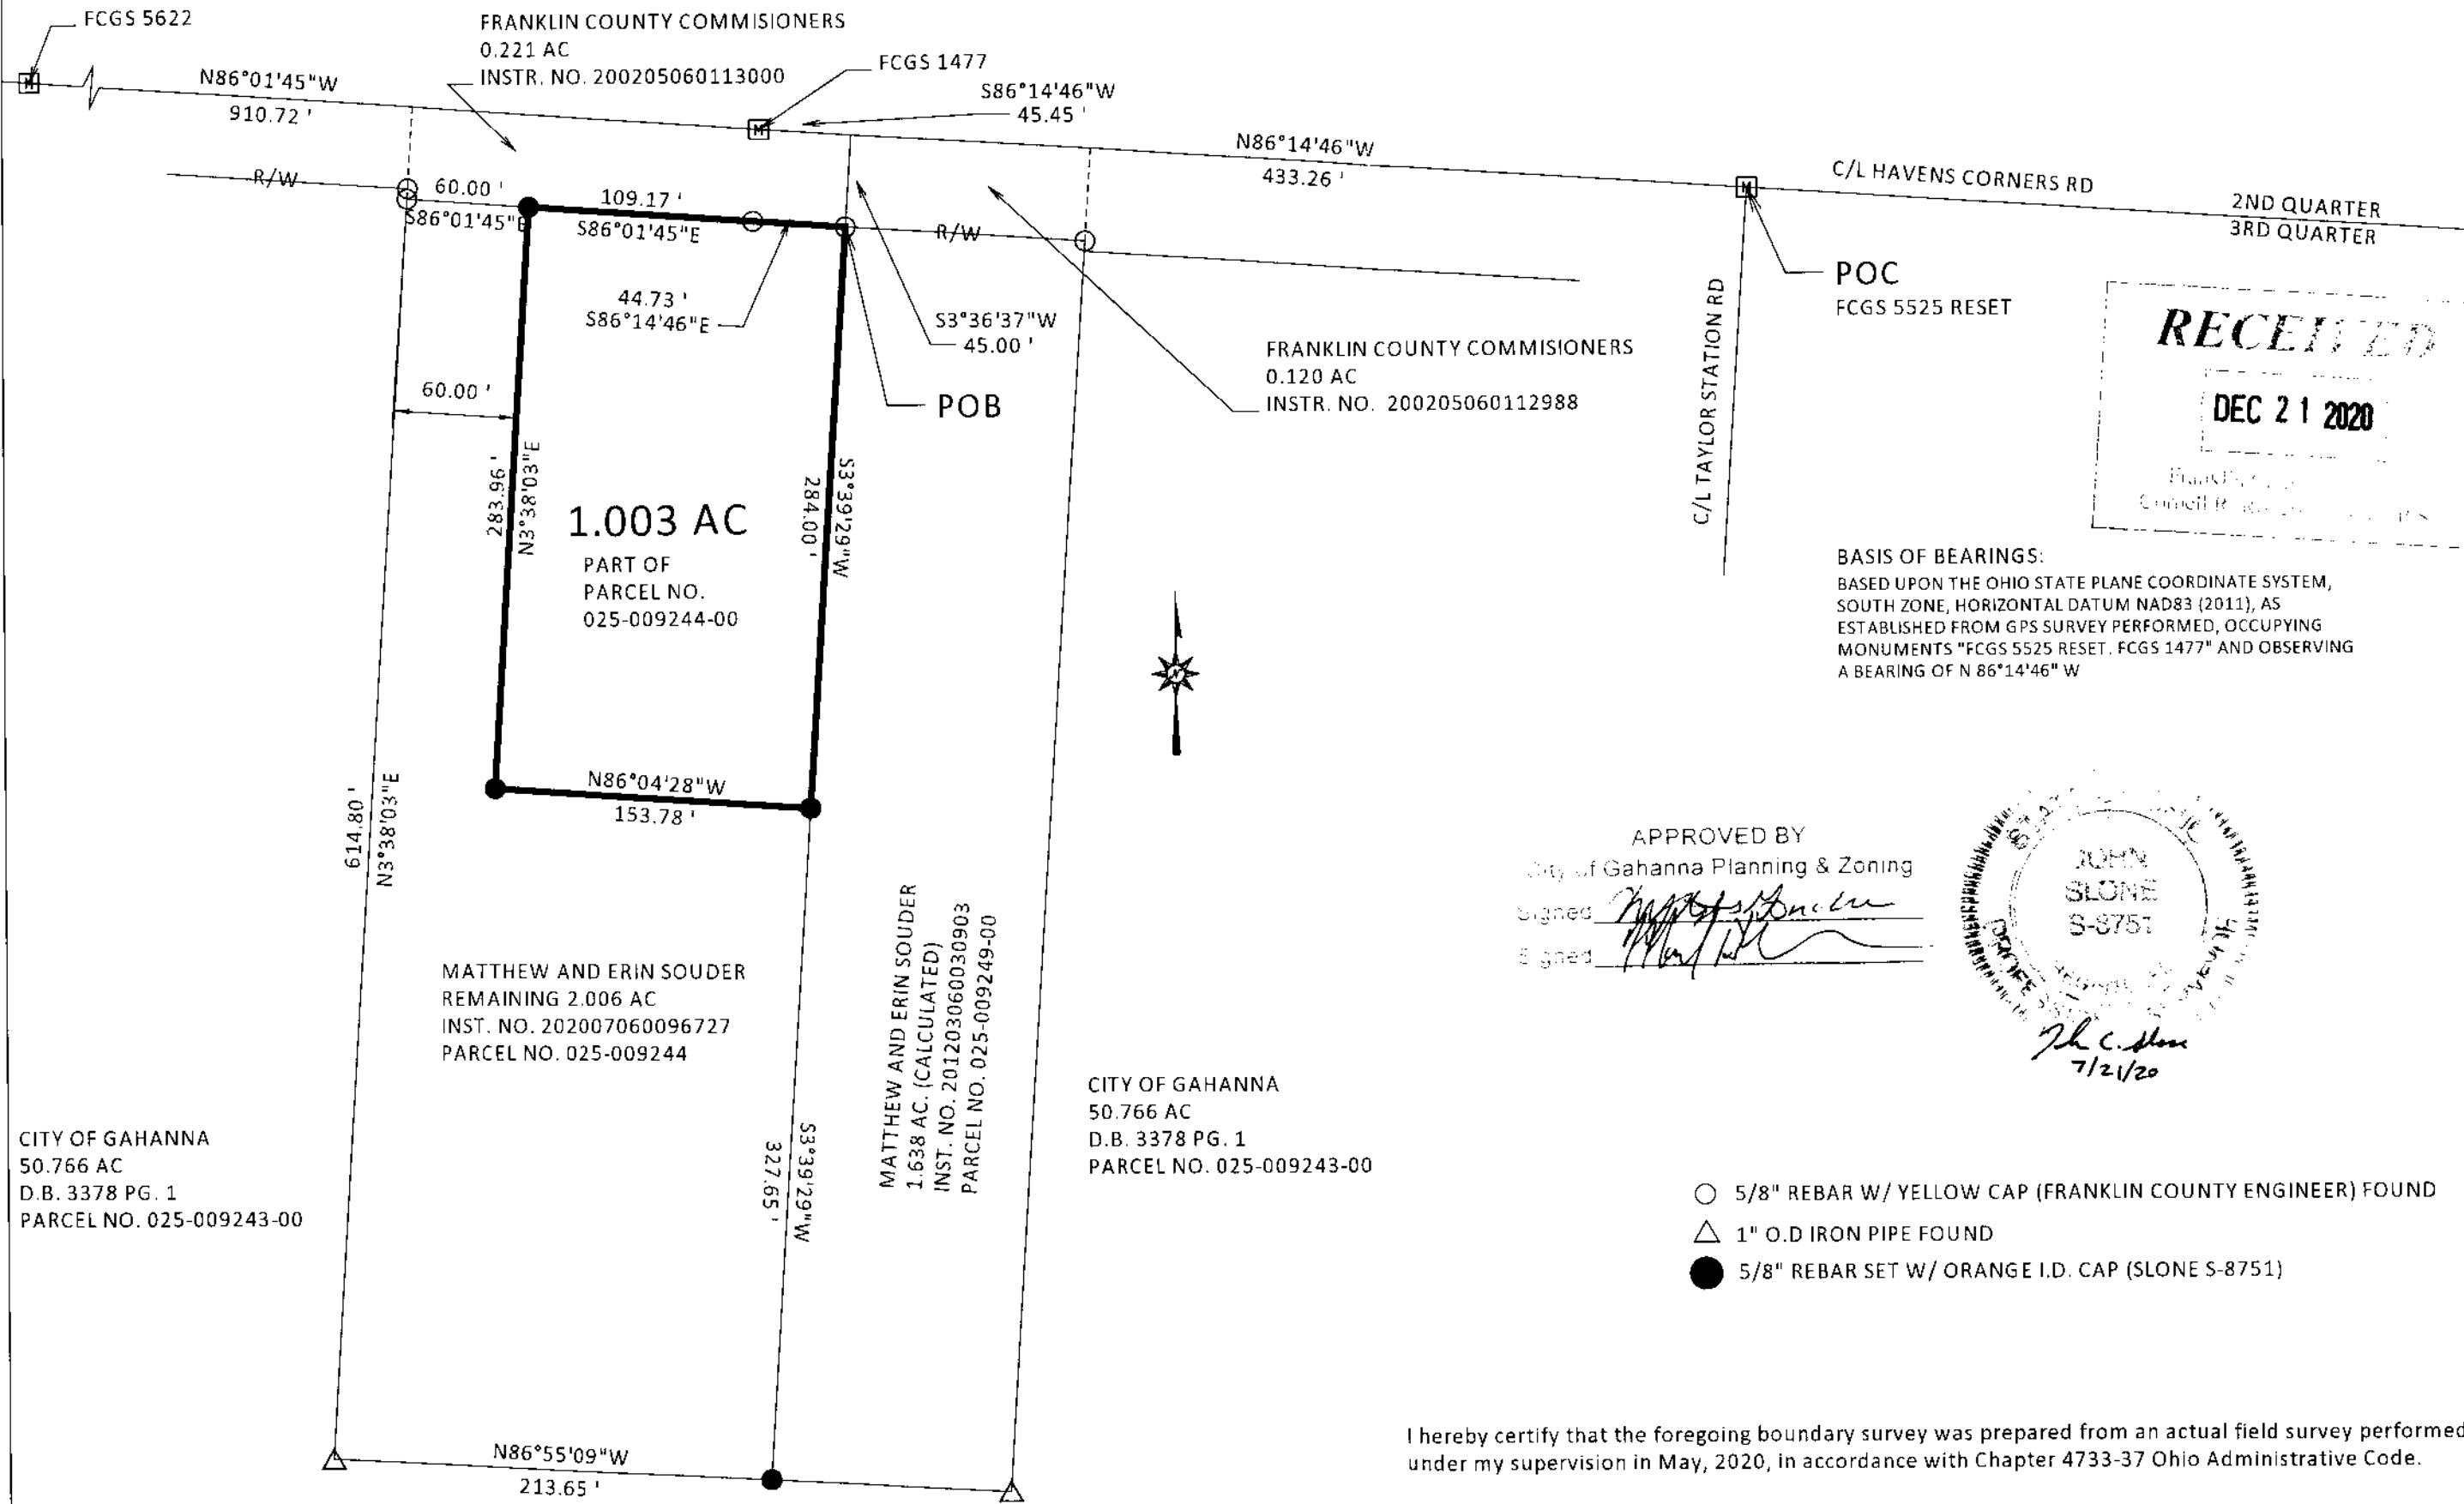 FCGS 5622
FRANKLIN COUNTY COMMISIONERS
0.221 AC
INSTR. NO. 200205060113000
FCGS 1477
N86°01'45"W
910.72 '
S86°14'46"W
45.45 '
N86°14'46"W
433.26 '
C/L HAVENS CORNERS RD
2ND QUARTER
3RD QUARTER
R/W
60.00 '
S86°01'45"E
109.17 '
S86°01'45"E
R/W
44.73 '
S86°14'46"E
S3°36'37"W
45.00 '
POB
POC
FCGS 5525 RESET
C/L TAYLOR STATION RD
FRANKLIN COUNTY COMMISIONERS
0.120 AC
INSTR. NO. 200205060112988
RECEIVED
DEC 21 2020
60.00 '
283.96 '
N3°38'03"E
284.00 '
S3°39'29"W
1.003 AC
PART OF
PARCEL NO.
025-009244-00
BASIS OF BEARINGS:
BASED UPON THE OHIO STATE PLANE COORDINATE SYSTEM,
SOUTH ZONE, HORIZONTAL DATUM NAD83 (2011), AS
ESTABLISHED FROM GPS SURVEY PERFORMED, OCCUPYING
MONUMENTS "FCGS 5525 RESET. FCGS 1477" AND OBSERVING
A BEARING OF N 86°14'46" W
N86°04'28"W
153.78 '
614.80 '
N3°38'03"E
APPROVED BY
City of Gahanna Planning & Zoning
Signed
Signed
JOHN
SLONE
S-8751
7/21/20
MATTHEW AND ERIN SOUDER
REMAINING 2.006 AC
INST. NO. 202007060096727
PARCEL NO. 025-009244
MATTHEW AND ERIN SOUDER
1.638 AC. (CALCULATED)
INST. NO. 201203060030903
PARCEL NO. 025-009249-00
CITY OF GAHANNA
50.766 AC
D.B. 3378 PG. 1
PARCEL NO. 025-009243-00
CITY OF GAHANNA
50.766 AC
D.B. 3378 PG. 1
PARCEL NO. 025-009243-00
327.65 '
S3°39'29"W
5/8" REBAR W/ YELLOW CAP (FRANKLIN COUNTY ENGINEER) FOUND
1" O.D IRON PIPE FOUND
5/8" REBAR SET W/ ORANGE I.D. CAP (SLONE S-8751)
N86°55'09"W
213.65 '
I hereby certify that the foregoing boundary survey was prepared from an actual field survey performed
under my supervision in May, 2020, in accordance with Chapter 4733-37 Ohio Administrative Code.